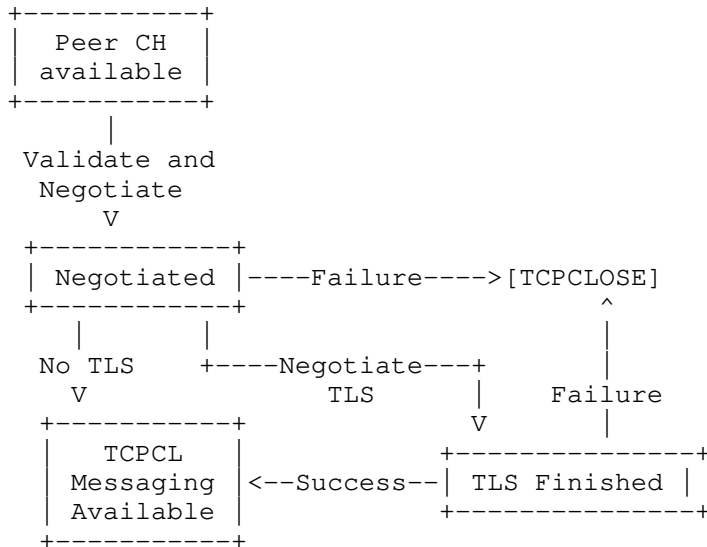 +-----------+
|  Peer CH  |
| available |
+-----------+
      |
 Validate and
  Negotiate
      V
 +------------+
 | Negotiated |----Failure---->[TCPCLOSE]
 +------------+                     ^
    |       |                       |
  No TLS    +----Negotiate---+      |
    V             TLS        |   Failure
  +-----------+              V      |
  |   TCPCL   |            +---------------+
  | Messaging |<--Success--| TLS Finished |
  | Available |            +---------------+
  +-----------+